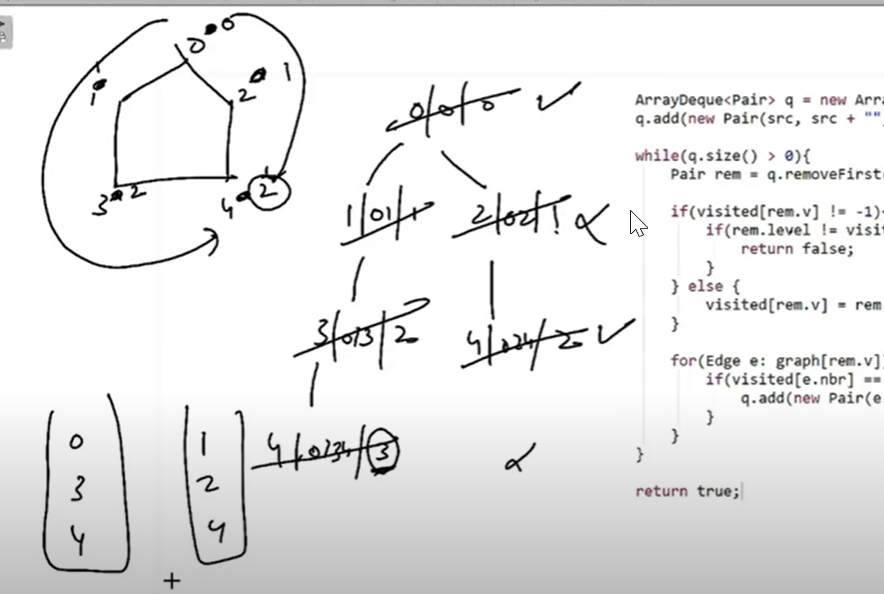 0 0
1
1
2 1
3 2
4 2
0/0/0
1/01/1
2/02/1
3/013/2
4/024/2
4/0134/3
0
3
4
1
2
4
+
ArrayDeque<Pair> q = new Arra
q.add(new Pair(src, src + ""
while(q.size() > 0){
Pair rem = q.removeFirst(
if(visited[rem.v] != -1)
if(rem.level != visit
return false;
}
} else {
visited[rem.v] = rem
}
for(Edge e: graph[rem.v])
if(visited[e.nbr] ==
q.add(new Pair(e
}
}
}
return true;